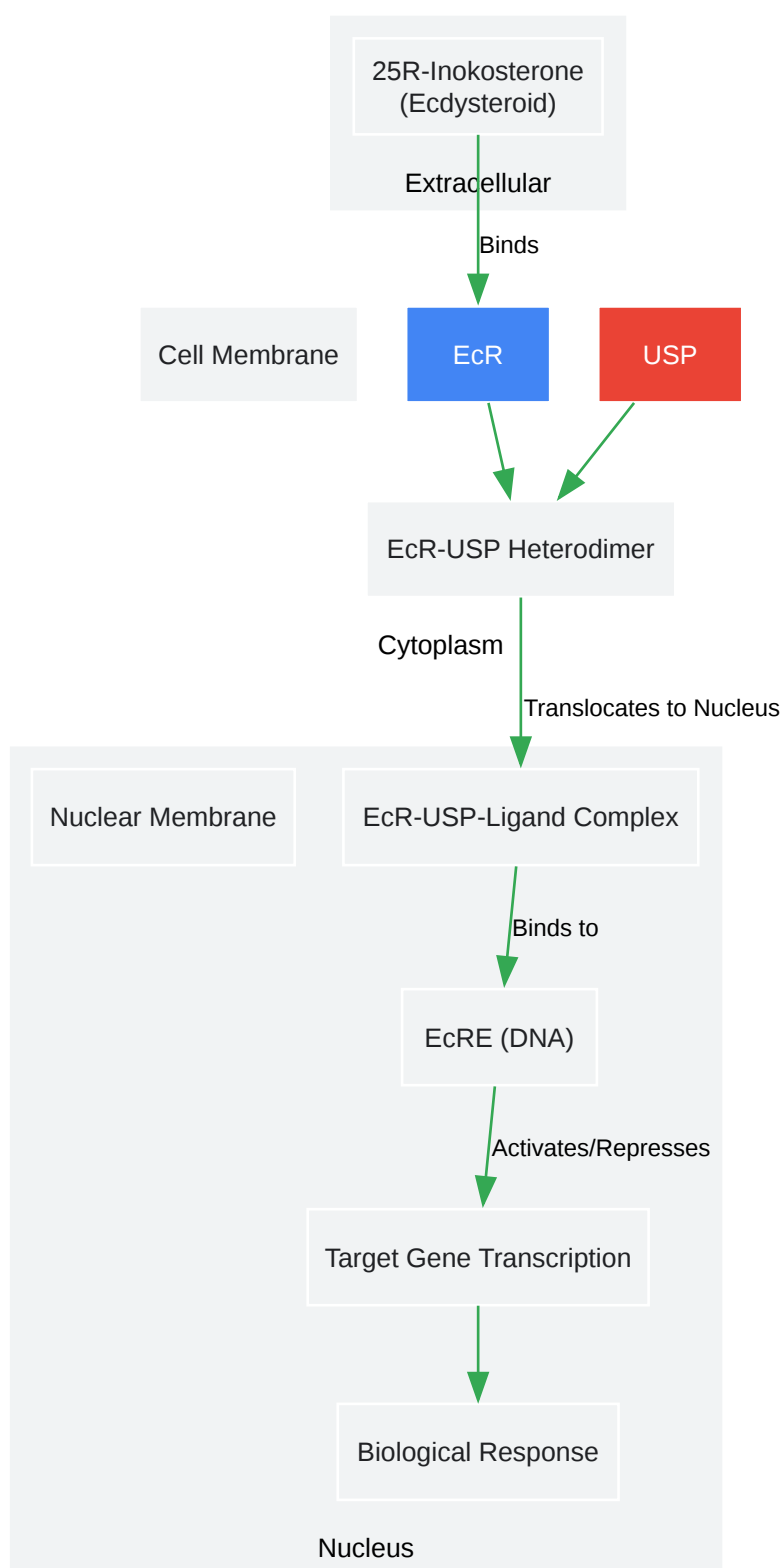 25R-Inokosterone
(Ecdysteroid)
Extracellular
Binds
Cell Membrane
EcR
USP
EcR-USP Heterodimer
Cytoplasm
Translocates to Nucleus
Nuclear Membrane
EcR-USP-Ligand Complex
Binds to
EcRE (DNA)
Activates/Represses
Target Gene Transcription
Biological Response
Nucleus